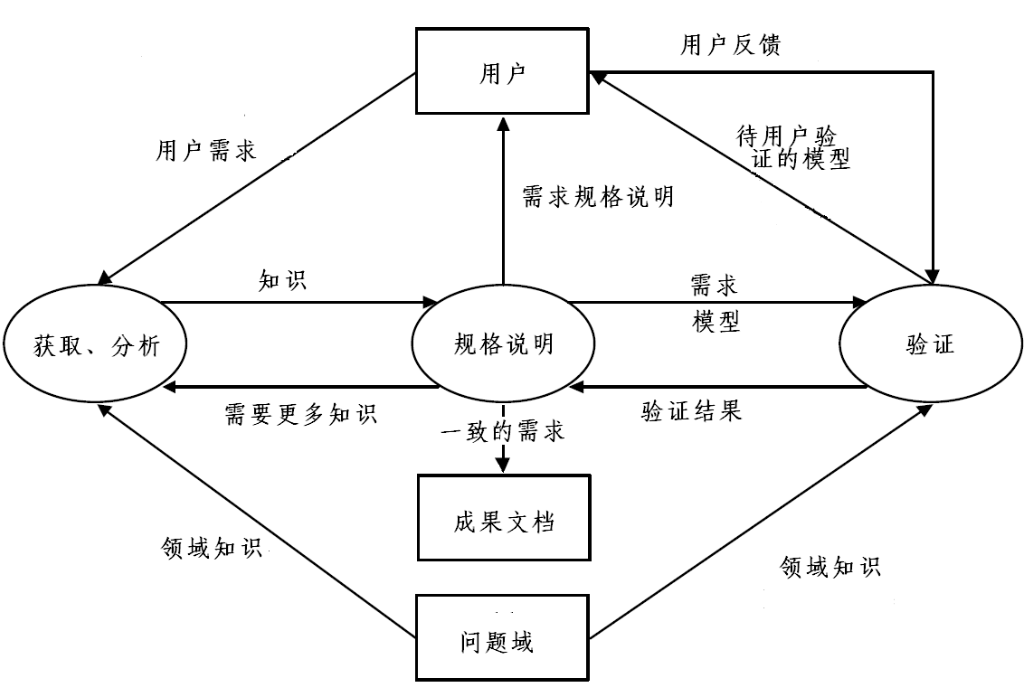 用户反馈
用户
待用户验
证的模型
用户需求
需求规格说明
知识
需求
模型
获取、分析
规格说明
验证
需要更多知识
验证结果
一致的需求
成果文档
领域知识
领域知识
问题域